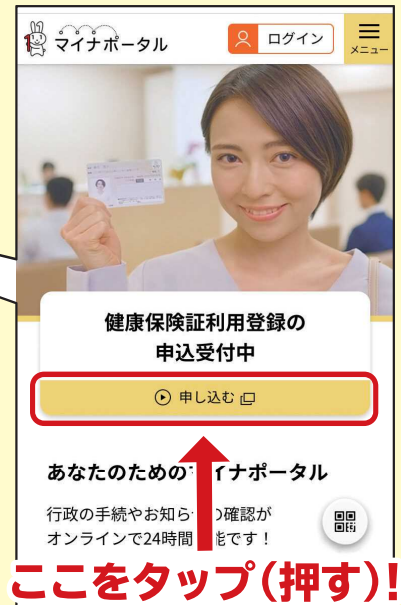 マイナポータル
ログイン
メニュー
健康保険証利用登録の
申込受付中
申し込む
あなたのための イナポータル
行政の手続やお知ら の確認が
オンラインで24時間 能です！
ここをタップ(押す)!